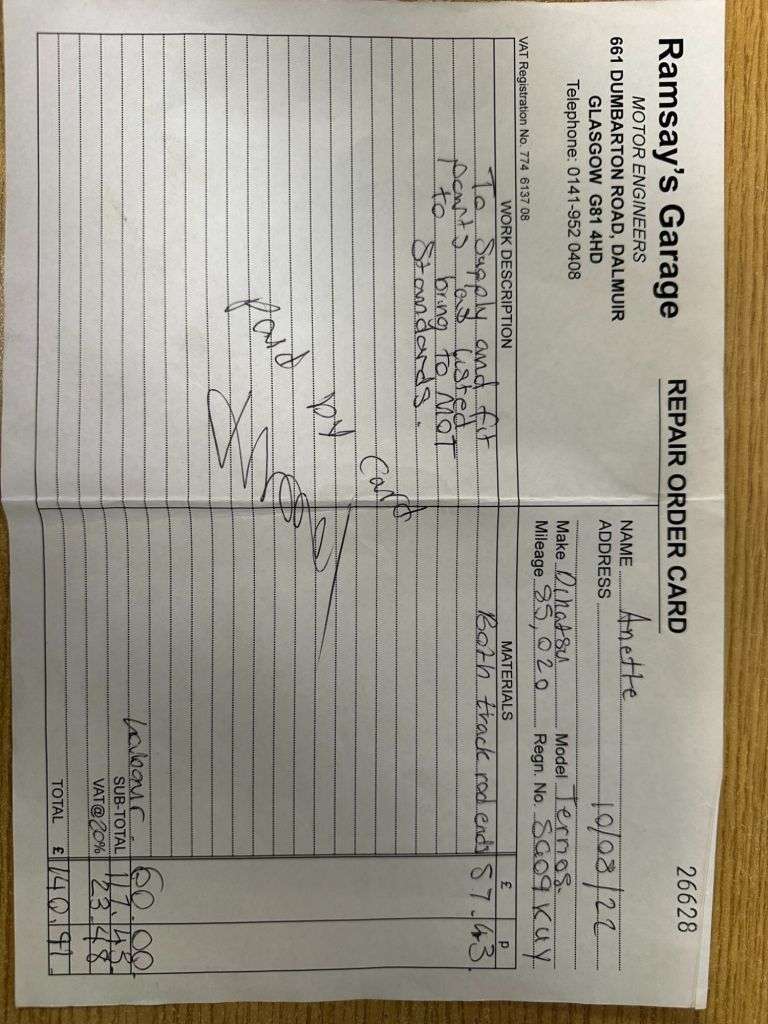 Ramsay's Garage
MOTOR ENGINEERS
661 DUMBARTON ROAD, DALMUIR
GLASGOW G81 4HD
Telephone: 0141-952 0408
VAT Registration No. 774 6137 08
REPAIR ORDER CARD
26628
NAME Anette
10/08/22
ADDRESS
Make Dihatsu Model Terrios.
Mileage 85,020 Regn. No. SG09 KUY
WORK DESCRIPTION MATERIALS £ p
To Supply and fit Both track rod ends 57.43
parts as listed
to bring to MOT
Standards.
paid by card
Labour. 60.00
SUB-TOTAL 117.43
VAT@20% 23.48
TOTAL £ 140.91